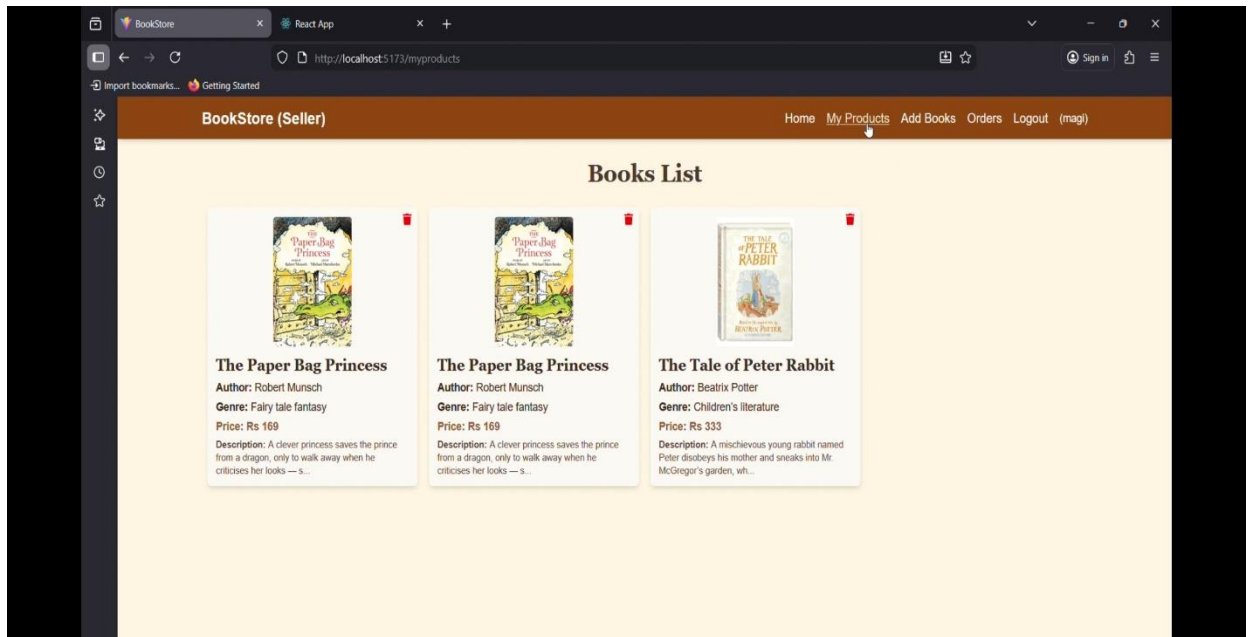 BookStore
React App
http://localhost:5173/myproducts
Sign in
Import bookmarks...
Getting Started
BookStore (Seller)
Home My Products Add Books Orders Logout (magi)
Books List
THE
Paper Bag
Princess
The Paper Bag Princess
Author: Robert Munsch
Genre: Fairy tale fantasy
Price: Rs 169
Description: A clever princess saves the prince
from a dragon, only to walk away when he
criticises her looks — s...
THE
Paper Bag
Princess
The Paper Bag Princess
Author: Robert Munsch
Genre: Fairy tale fantasy
Price: Rs 169
Description: A clever princess saves the prince
from a dragon, only to walk away when he
criticises her looks — s...
THE TALE
of PETER
RABBIT
BEATRIX POTTER
The Tale of Peter Rabbit
Author: Beatrix Potter
Genre: Children's literature
Price: Rs 333
Description: A mischievous young rabbit named
Peter disobeys his mother and sneaks into Mr.
McGregor's garden, wh...